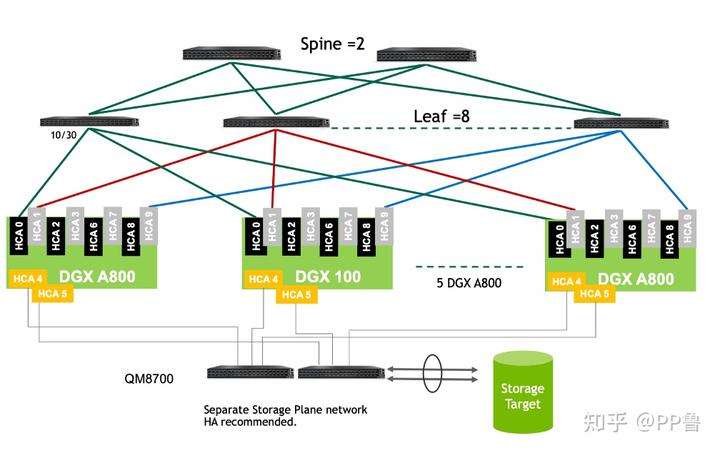 Spine =2
Leaf =8
10/30
HCA 0
HCA 1
HCA 2
HCA 3
HCA 6
HCA 7
HCA 8
HCA 9
DGX A800
HCA 4
HCA 5
HCA 0
HCA 1
HCA 2
HCA 3
HCA 6
HCA 7
HCA 8
HCA 9
DGX 100
HCA 4
HCA 5
5 DGX A800
HCA 0
HCA 1
HCA 2
HCA 3
HCA 6
HCA 7
HCA 8
HCA 9
DGX A800
HCA 4
HCA 5
QM8700
Separate Storage Plane network
HA recommended.
Storage
Target
知乎 @PP鲁